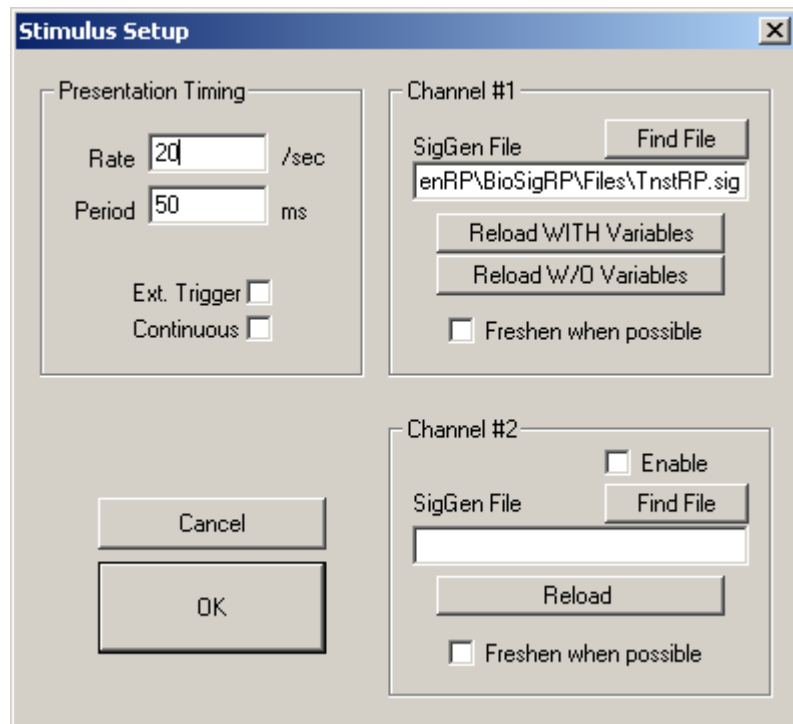 Stimulus Setup
Presentation Timing
Rate 20 /sec
Period 50 ms
Ext. Trigger
Continuous
Channel #1
SigGen File Find File
enRP\BioSigRP\Files\TnstRP.sig
Reload WITH Variables
Reload W/O Variables
Freshen when possible
Channel #2
Enable
SigGen File Find File
Reload
Freshen when possible
Cancel
OK